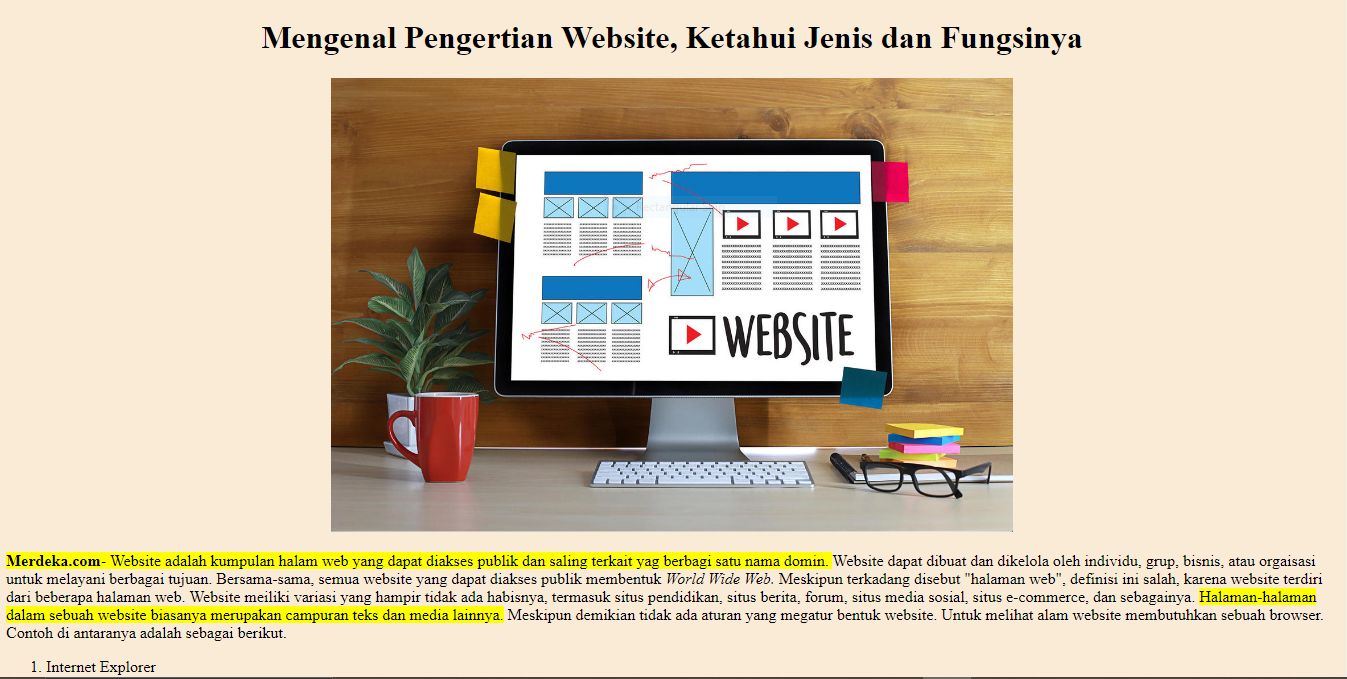 Mengenal Pengertian Website, Ketahui Jenis dan Fungsinya
WEBSITE
Merdeka.com- Website adalah kumpulan halam web yang dapat diakses publik dan saling terkait yag berbagi satu nama domin. Website dapat dibuat dan dikelola oleh individu, grup, bisnis, atau orgaisasi
untuk melayani berbagai tujuan. Bersama-sama, semua website yang dapat diakses publik membentuk World Wide Web. Meskipun terkadang disebut "halaman web", definisi ini salah, karena website terdiri
dari beberapa halaman web. Website meiliki variasi yang hampir tidak ada habisnya, termasuk situs pendidikan, situs berita, forum, situs media sosial, situs e-commerce, dan sebagainya. Halaman-halaman
dalam sebuah website biasanya merupakan campuran teks dan media lainnya. Meskipun demikian tidak ada aturan yang megatur bentuk website. Untuk melihat alam website membutuhkan sebuah browser.
Contoh di antaranya adalah sebagai berikut.
1. Internet Explorer